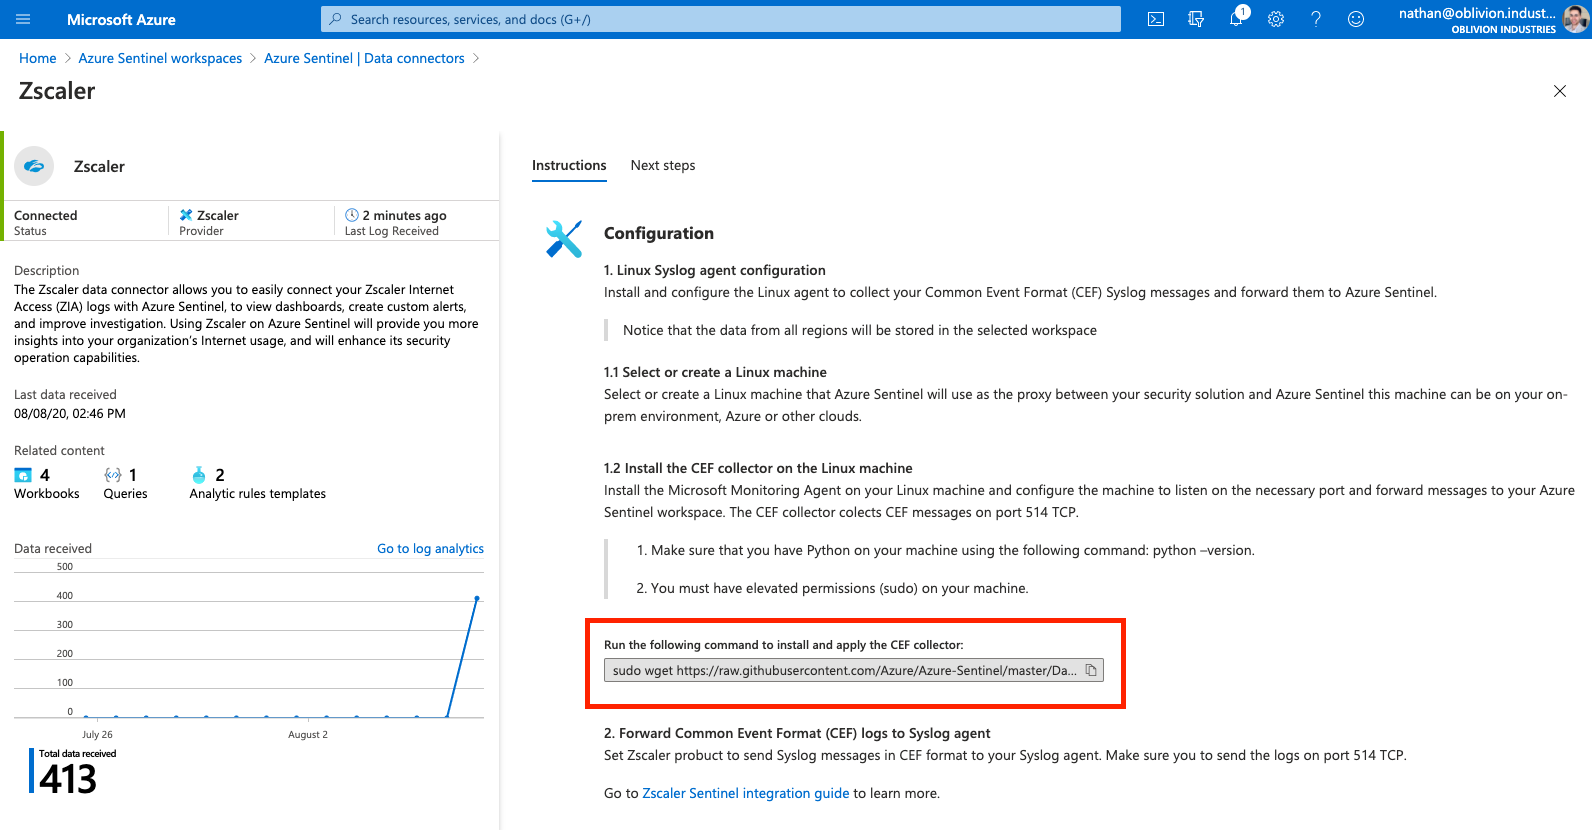 Microsoft Azure
Search resources, services, and docs (G+/)
1
nathan@oblivion.indust...
OBLIVION INDUSTRIES
Home > Azure Sentinel workspaces > Azure Sentinel | Data connectors >
Zscaler
Zscaler
Connected
Status
Zscaler
Provider
2 minutes ago
Last Log Received
Description
The Zscaler data connector allows you to easily connect your Zscaler Internet
Access (ZIA) logs with Azure Sentinel, to view dashboards, create custom alerts,
and improve investigation. Using Zscaler on Azure Sentinel will provide you more
insights into your organization's Internet usage, and will enhance its security
operation capabilities.
Last data received
08/08/20, 02:46 PM
Related content
4
Workbooks
1
Queries
2
Analytic rules templates
Data received
Go to log analytics
500
400
300
200
100
0
July 26
August 2
Total data received
413
Instructions
Next steps
Configuration
1. Linux Syslog agent configuration
Install and configure the Linux agent to collect your Common Event Format (CEF) Syslog messages and forward them to Azure Sentinel.
Notice that the data from all regions will be stored in the selected workspace
1.1 Select or create a Linux machine
Select or create a Linux machine that Azure Sentinel will use as the proxy between your security solution and Azure Sentinel this machine can be on your on-
prem environment, Azure or other clouds.
1.2 Install the CEF collector on the Linux machine
Install the Microsoft Monitoring Agent on your Linux machine and configure the machine to listen on the necessary port and forward messages to your Azure
Sentinel workspace. The CEF collector colects CEF messages on port 514 TCP.
1. Make sure that you have Python on your machine using the following command: python –version.
2. You must have elevated permissions (sudo) on your machine.
Run the following command to install and apply the CEF collector:
sudo wget https://raw.githubusercontent.com/Azure/Azure-Sentinel/master/Da...
2. Forward Common Event Format (CEF) logs to Syslog agent
Set Zscaler product to send Syslog messages in CEF format to your Syslog agent. Make sure you to send the logs on port 514 TCP.
Go to Zscaler Sentinel integration guide to learn more.